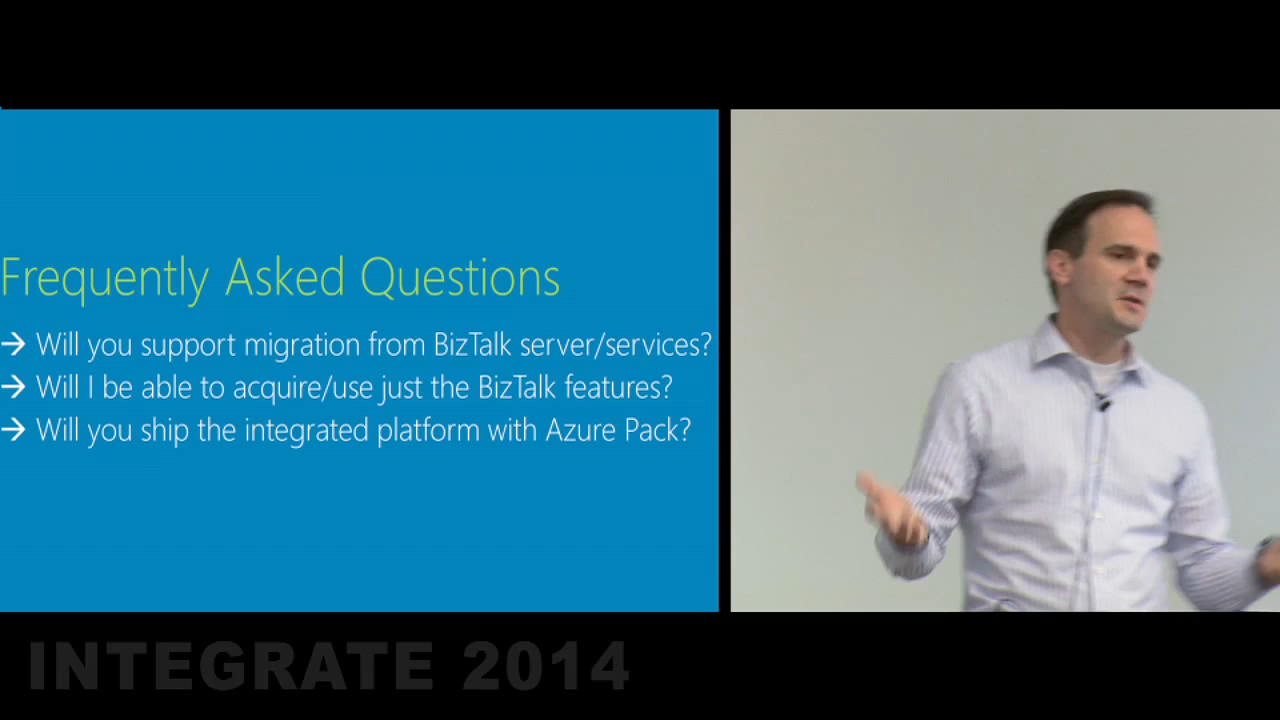 Frequently Asked Questions
→ Will you support migration from BizTalk server/services?
→ Will I be able to acquire/use just the BizTalk features?
→ Will you ship the integrated platform with Azure Pack?
INTEGRATE 2014